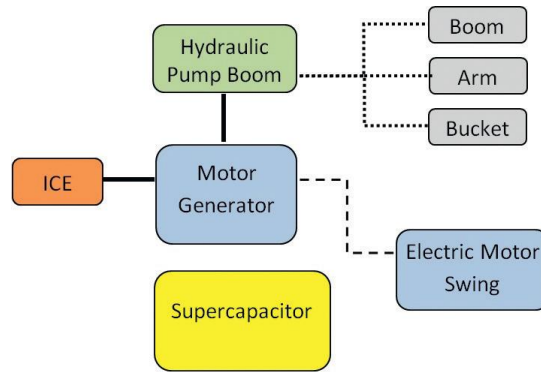 Hydraulic
Pump Boom
Boom
Arm
Bucket
ICE
Motor
Generator
Electric Motor
Swing
Supercapacitor